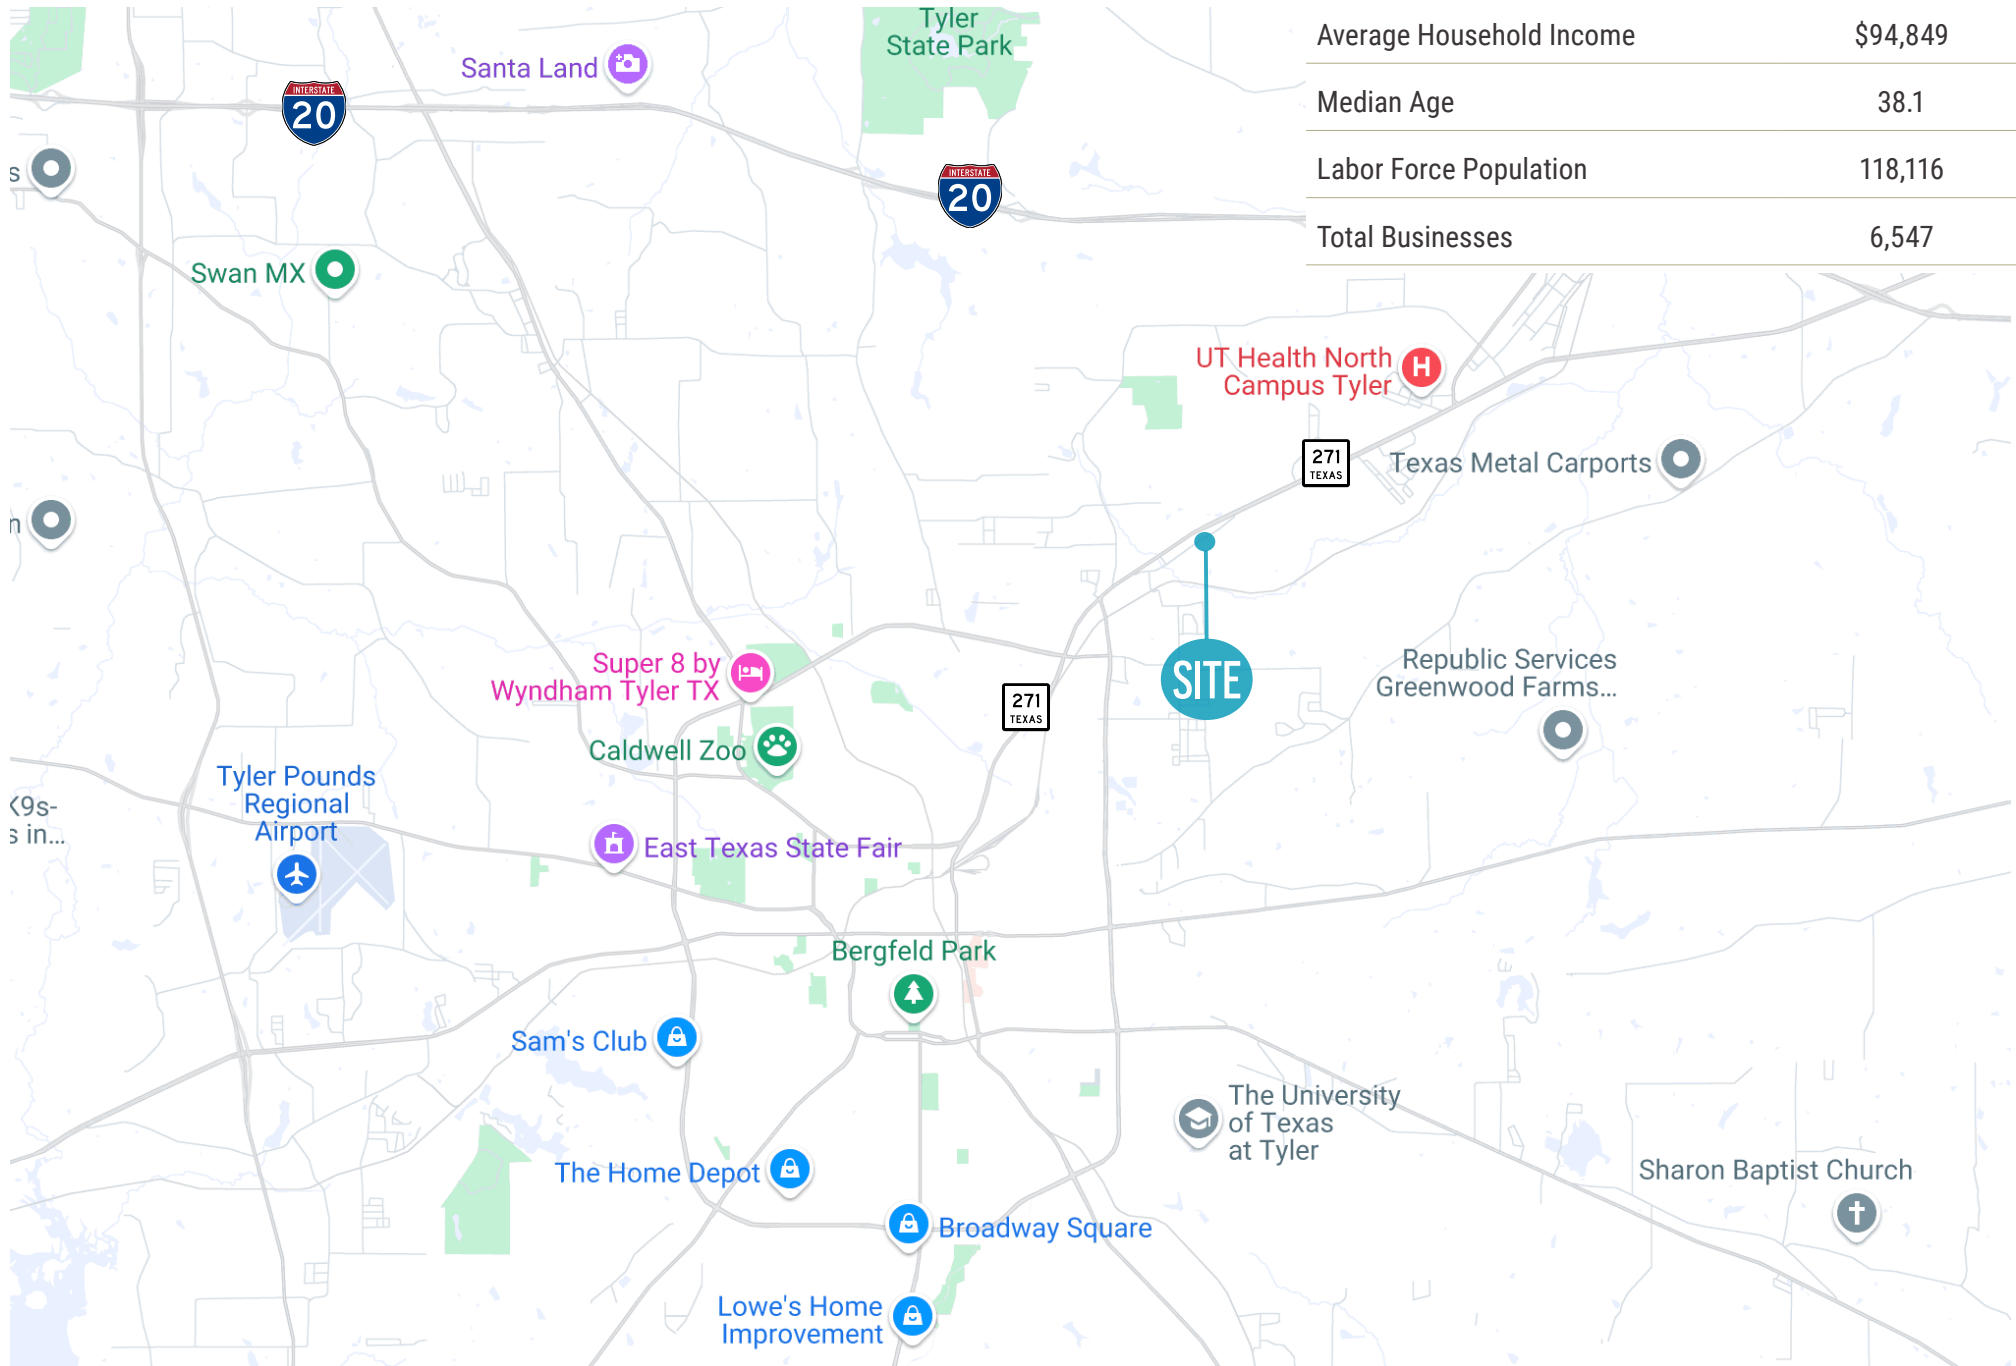 Tyler
State Park
Average Household Income $94,849
Santa Land
INTERSTATE
20
Median Age 38.1
Labor Force Population 118,116
INTERSTATE
20
s
Total Businesses 6,547
Swan MX
UT Health North
Campus Tyler
H
271
TEXAS
Texas Metal Carports
n
Super 8 by
Wyndham Tyler TX
SITE
Republic Services
Greenwood Farms...
271
TEXAS
Caldwell Zoo
Tyler Pounds
Regional
Airport
K9s-
s in...
East Texas State Fair
Bergfeld Park
Sam's Club
The University
of Texas
at Tyler
The Home Depot
Sharon Baptist Church
Broadway Square
Lowe's Home
Improvement